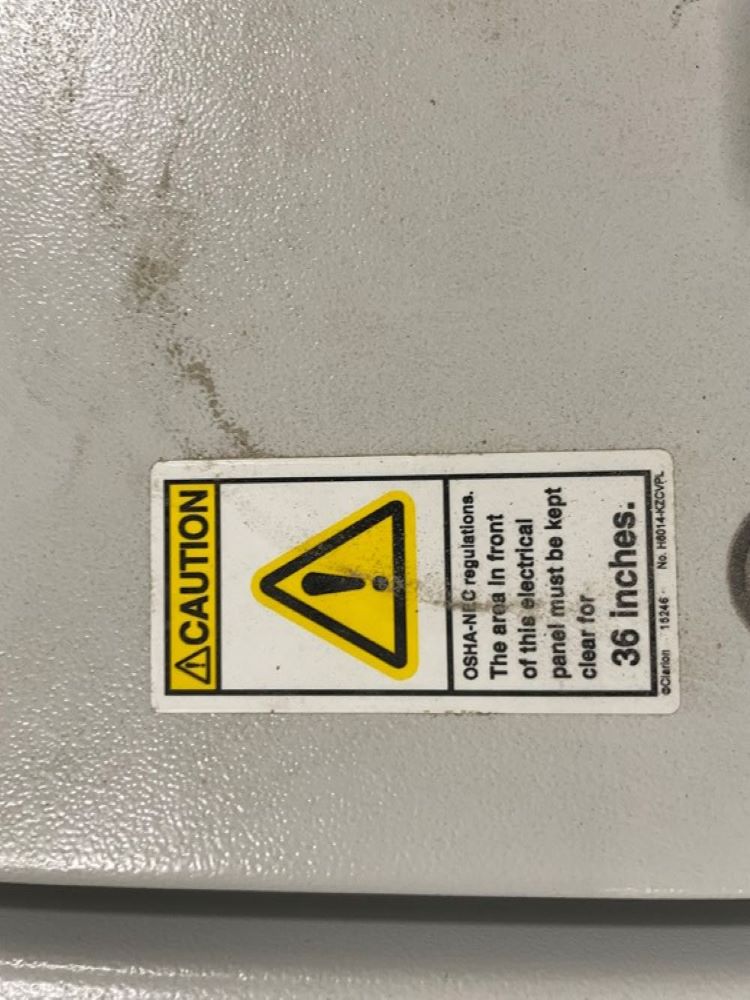 CAUTION
OSHA-NEC regulations.
The area in front
of this electrical
panel must be kept
clear for
36 inches.
©Clarion 15246 - No. H6014-KZCVPL